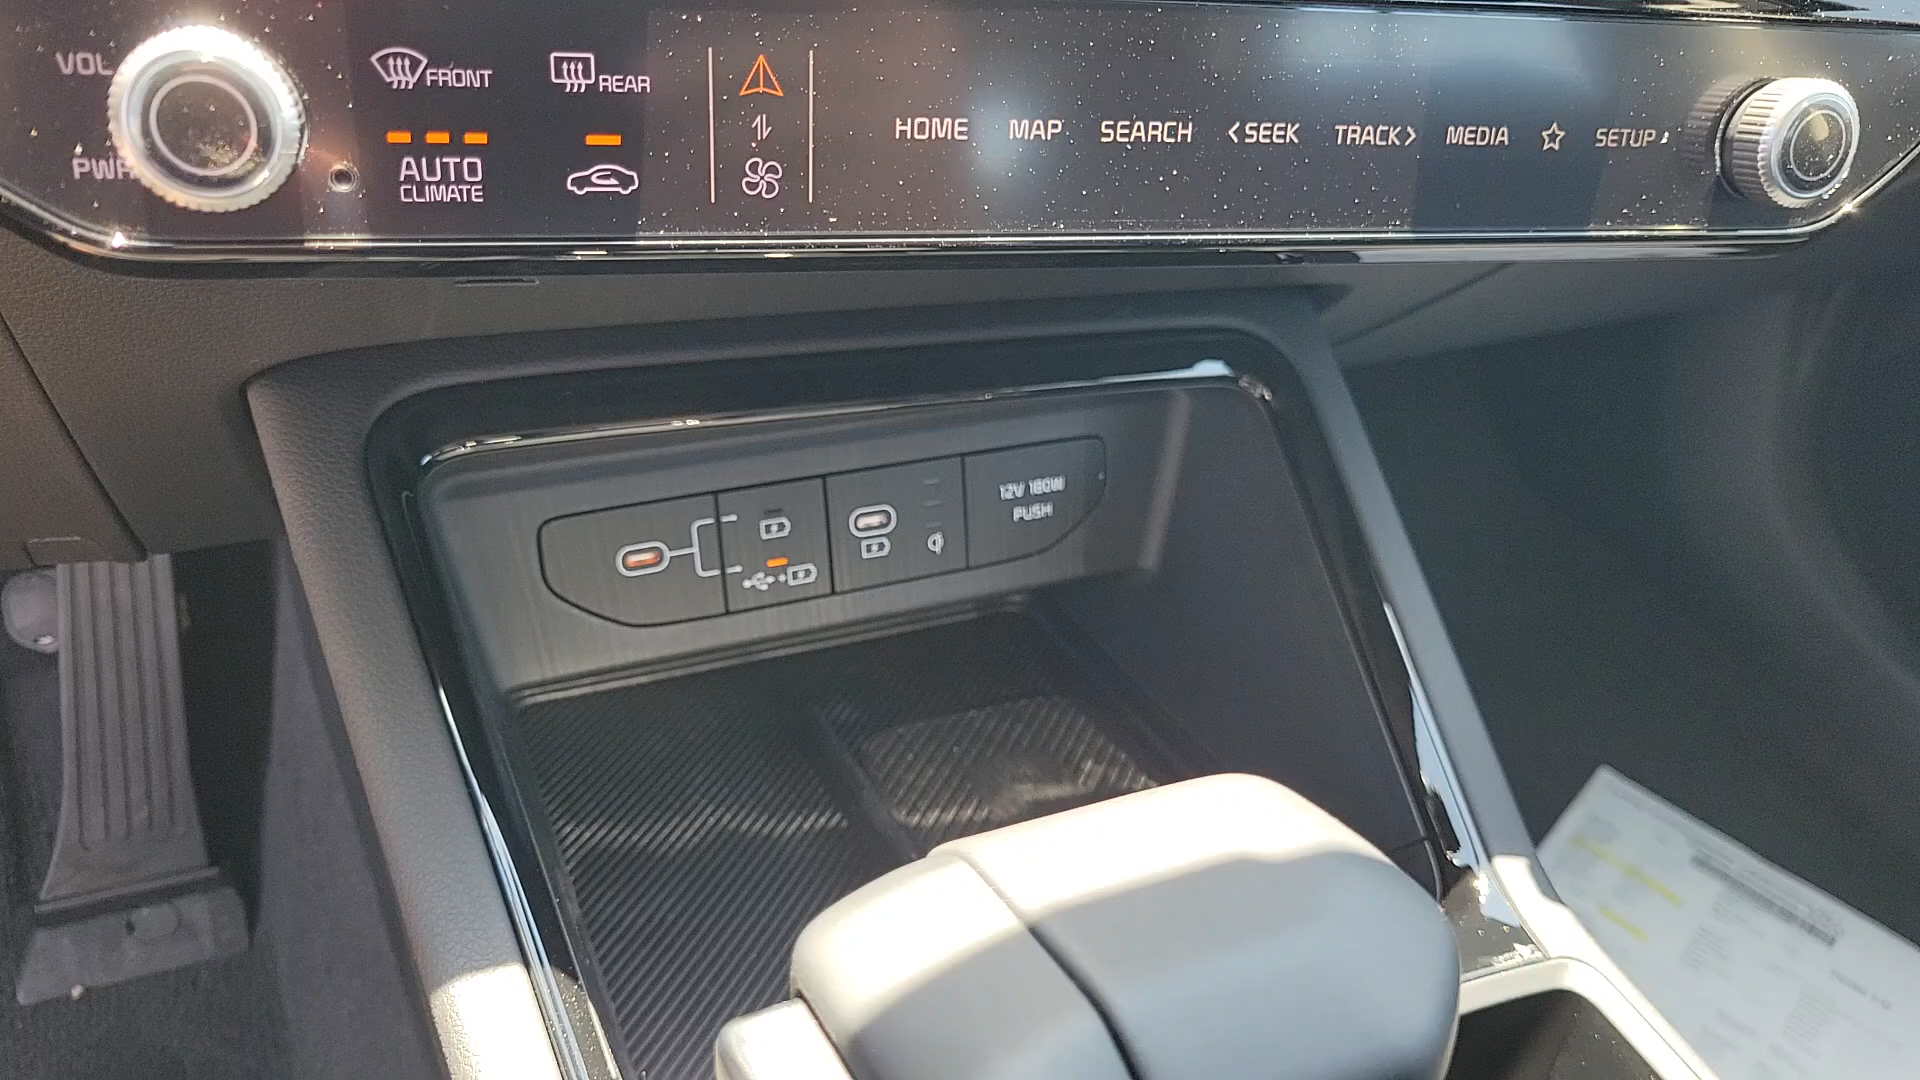 VOL
PWR
FRONT
REAR
AUTO
CLIMATE
HOME
MAP
SEARCH
<SEEK
TRACK>
MEDIA
SETUP
12V 180W
PUSH